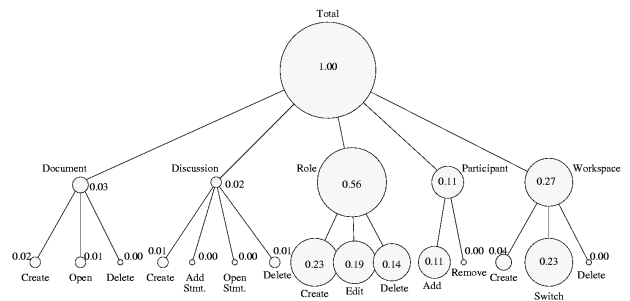 Total
1.00
Document
Discussion
Role
Participant
Workspace
0.03
0.02
0.56
0.11
0.27
0.02
0.01
0.00
0.01
0.00
0.00
0.01
0.23
0.19
0.14
0.11
0.00
0.04
0.23
0.00
Create
Open
Delete
Create
Add
Stmt.
Open
Stmt.
Delete
Create
Edit
Delete
Add
Remove
Create
Switch
Delete